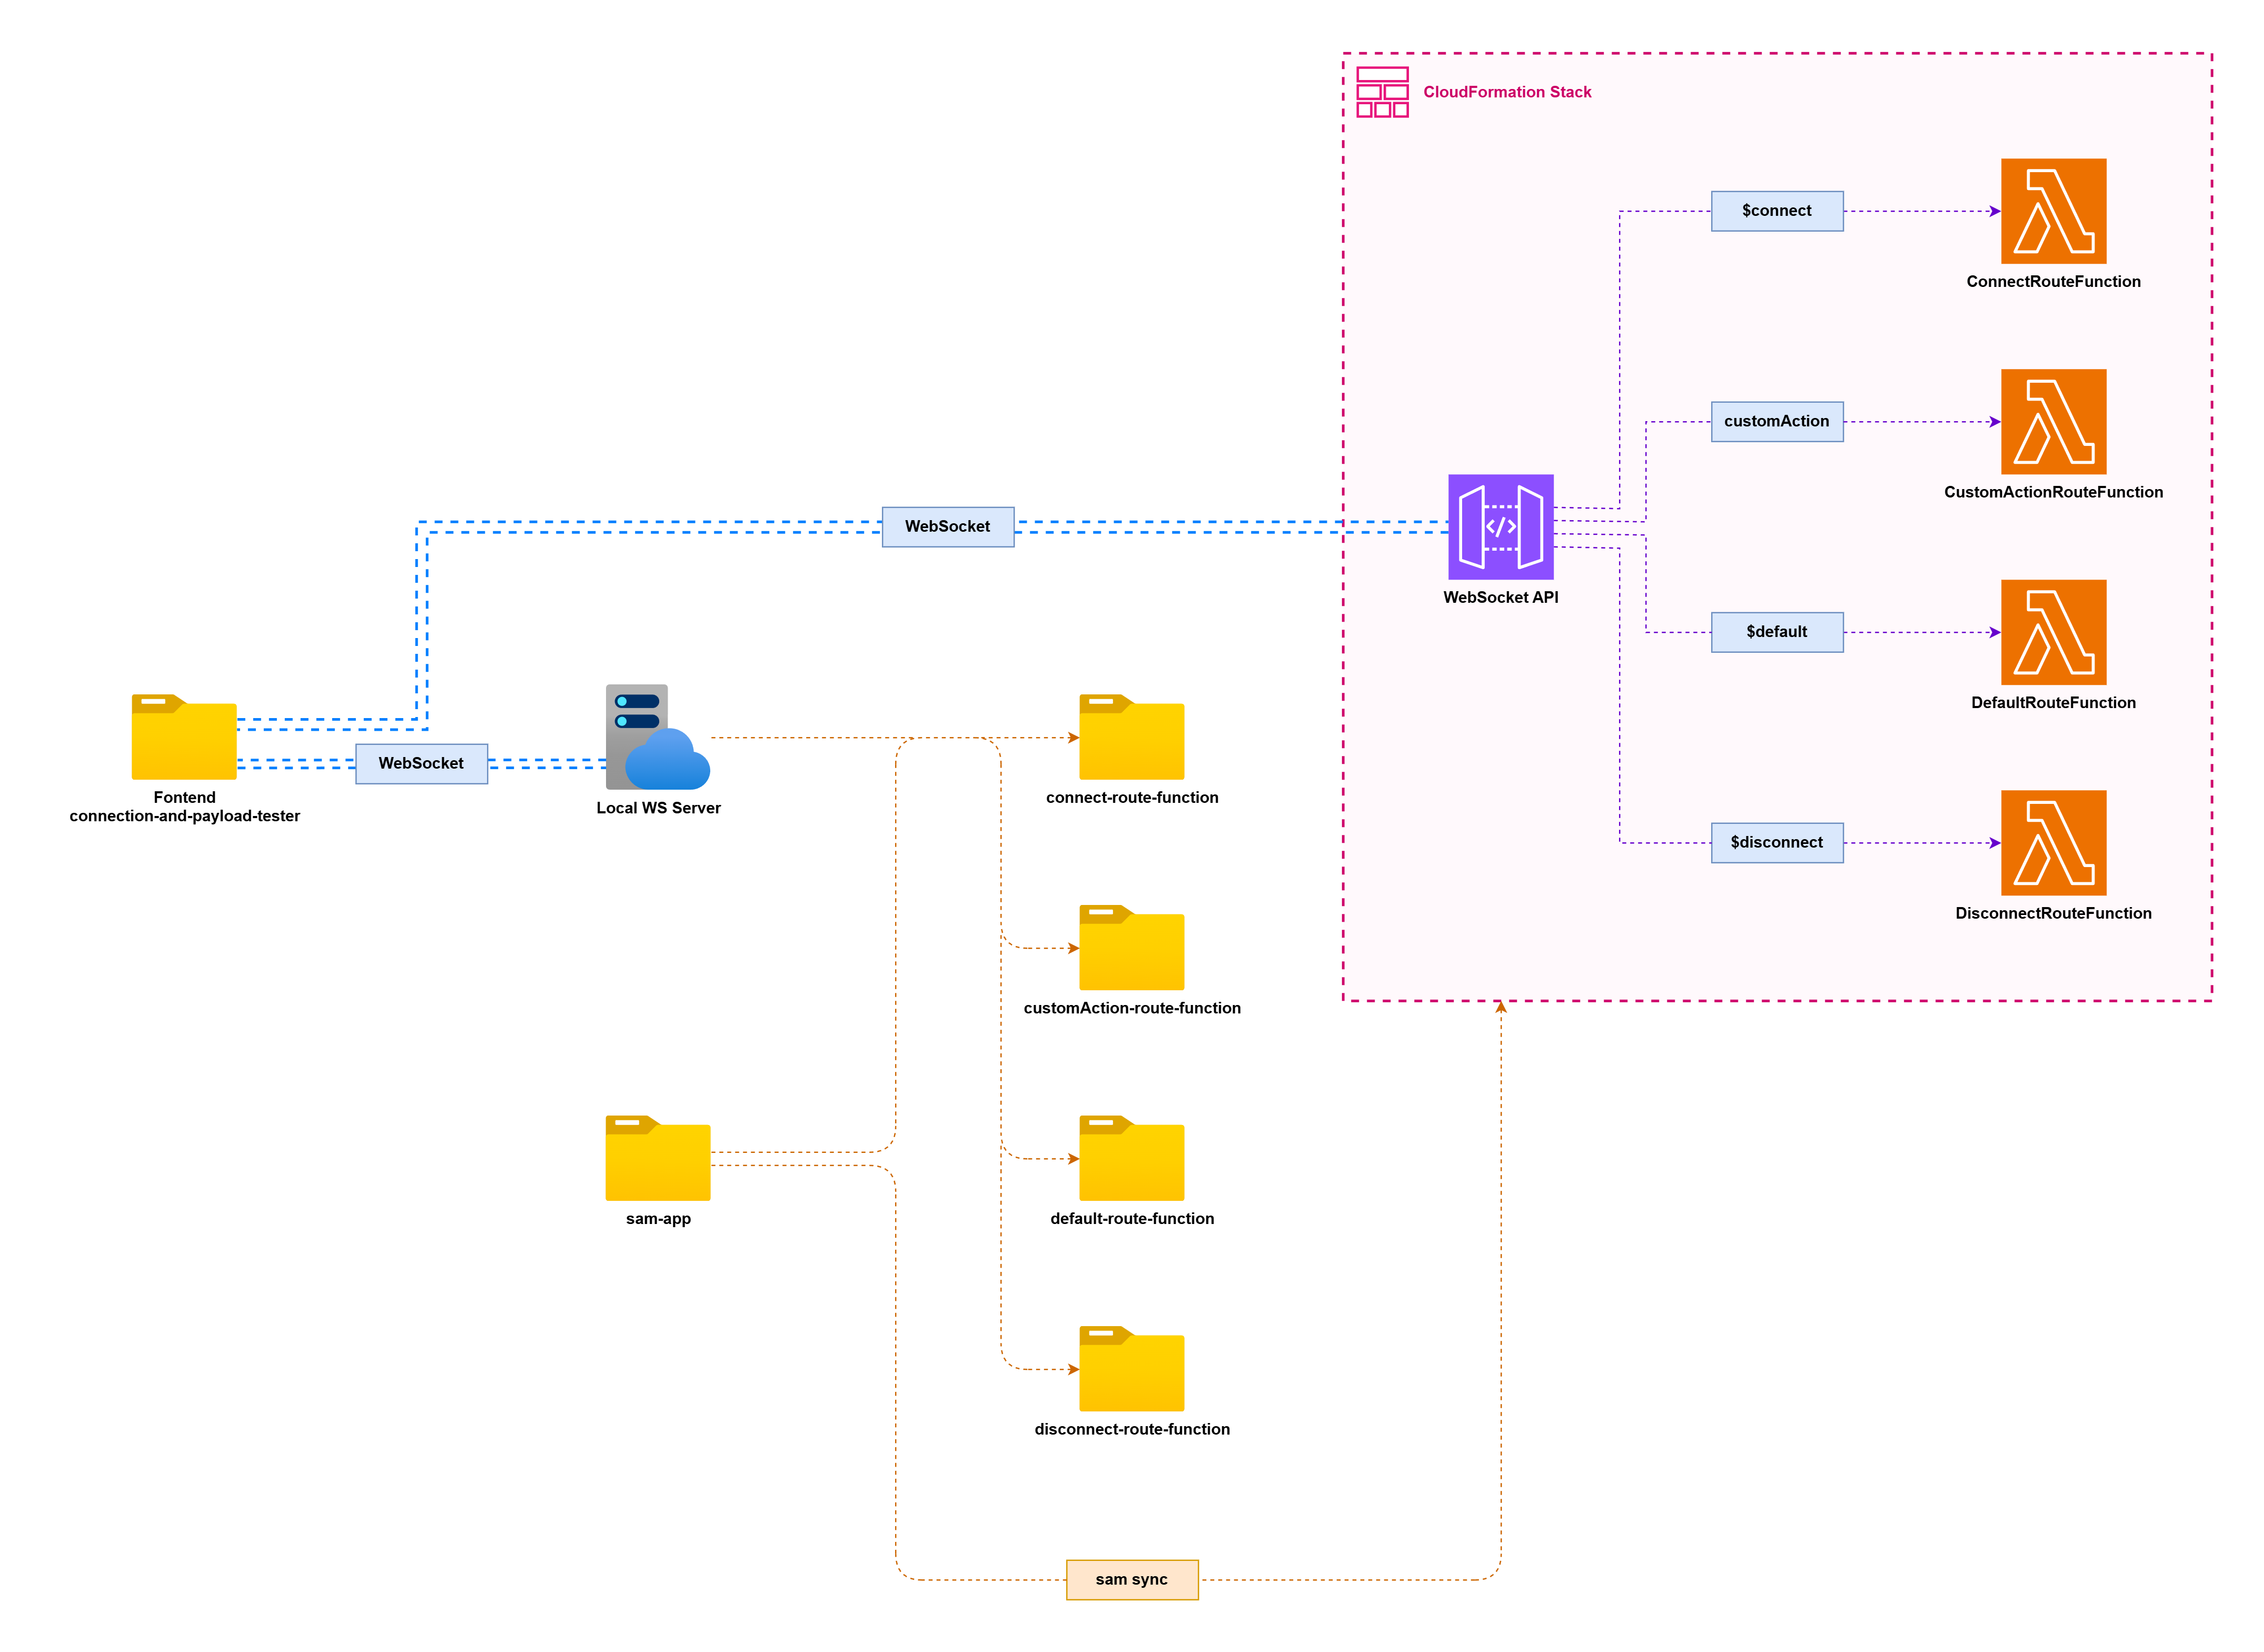 CloudFormation Stack
$connect
ConnectRouteFunction
customAction
CustomActionRouteFunction
WebSocket
WebSocket API
$default
DefaultRouteFunction
WebSocket
Fontend
connection-and-payload-tester
Local WS Server
connect-route-function
$disconnect
DisconnectRouteFunction
customAction-route-function
sam-app
default-route-function
disconnect-route-function
sam sync